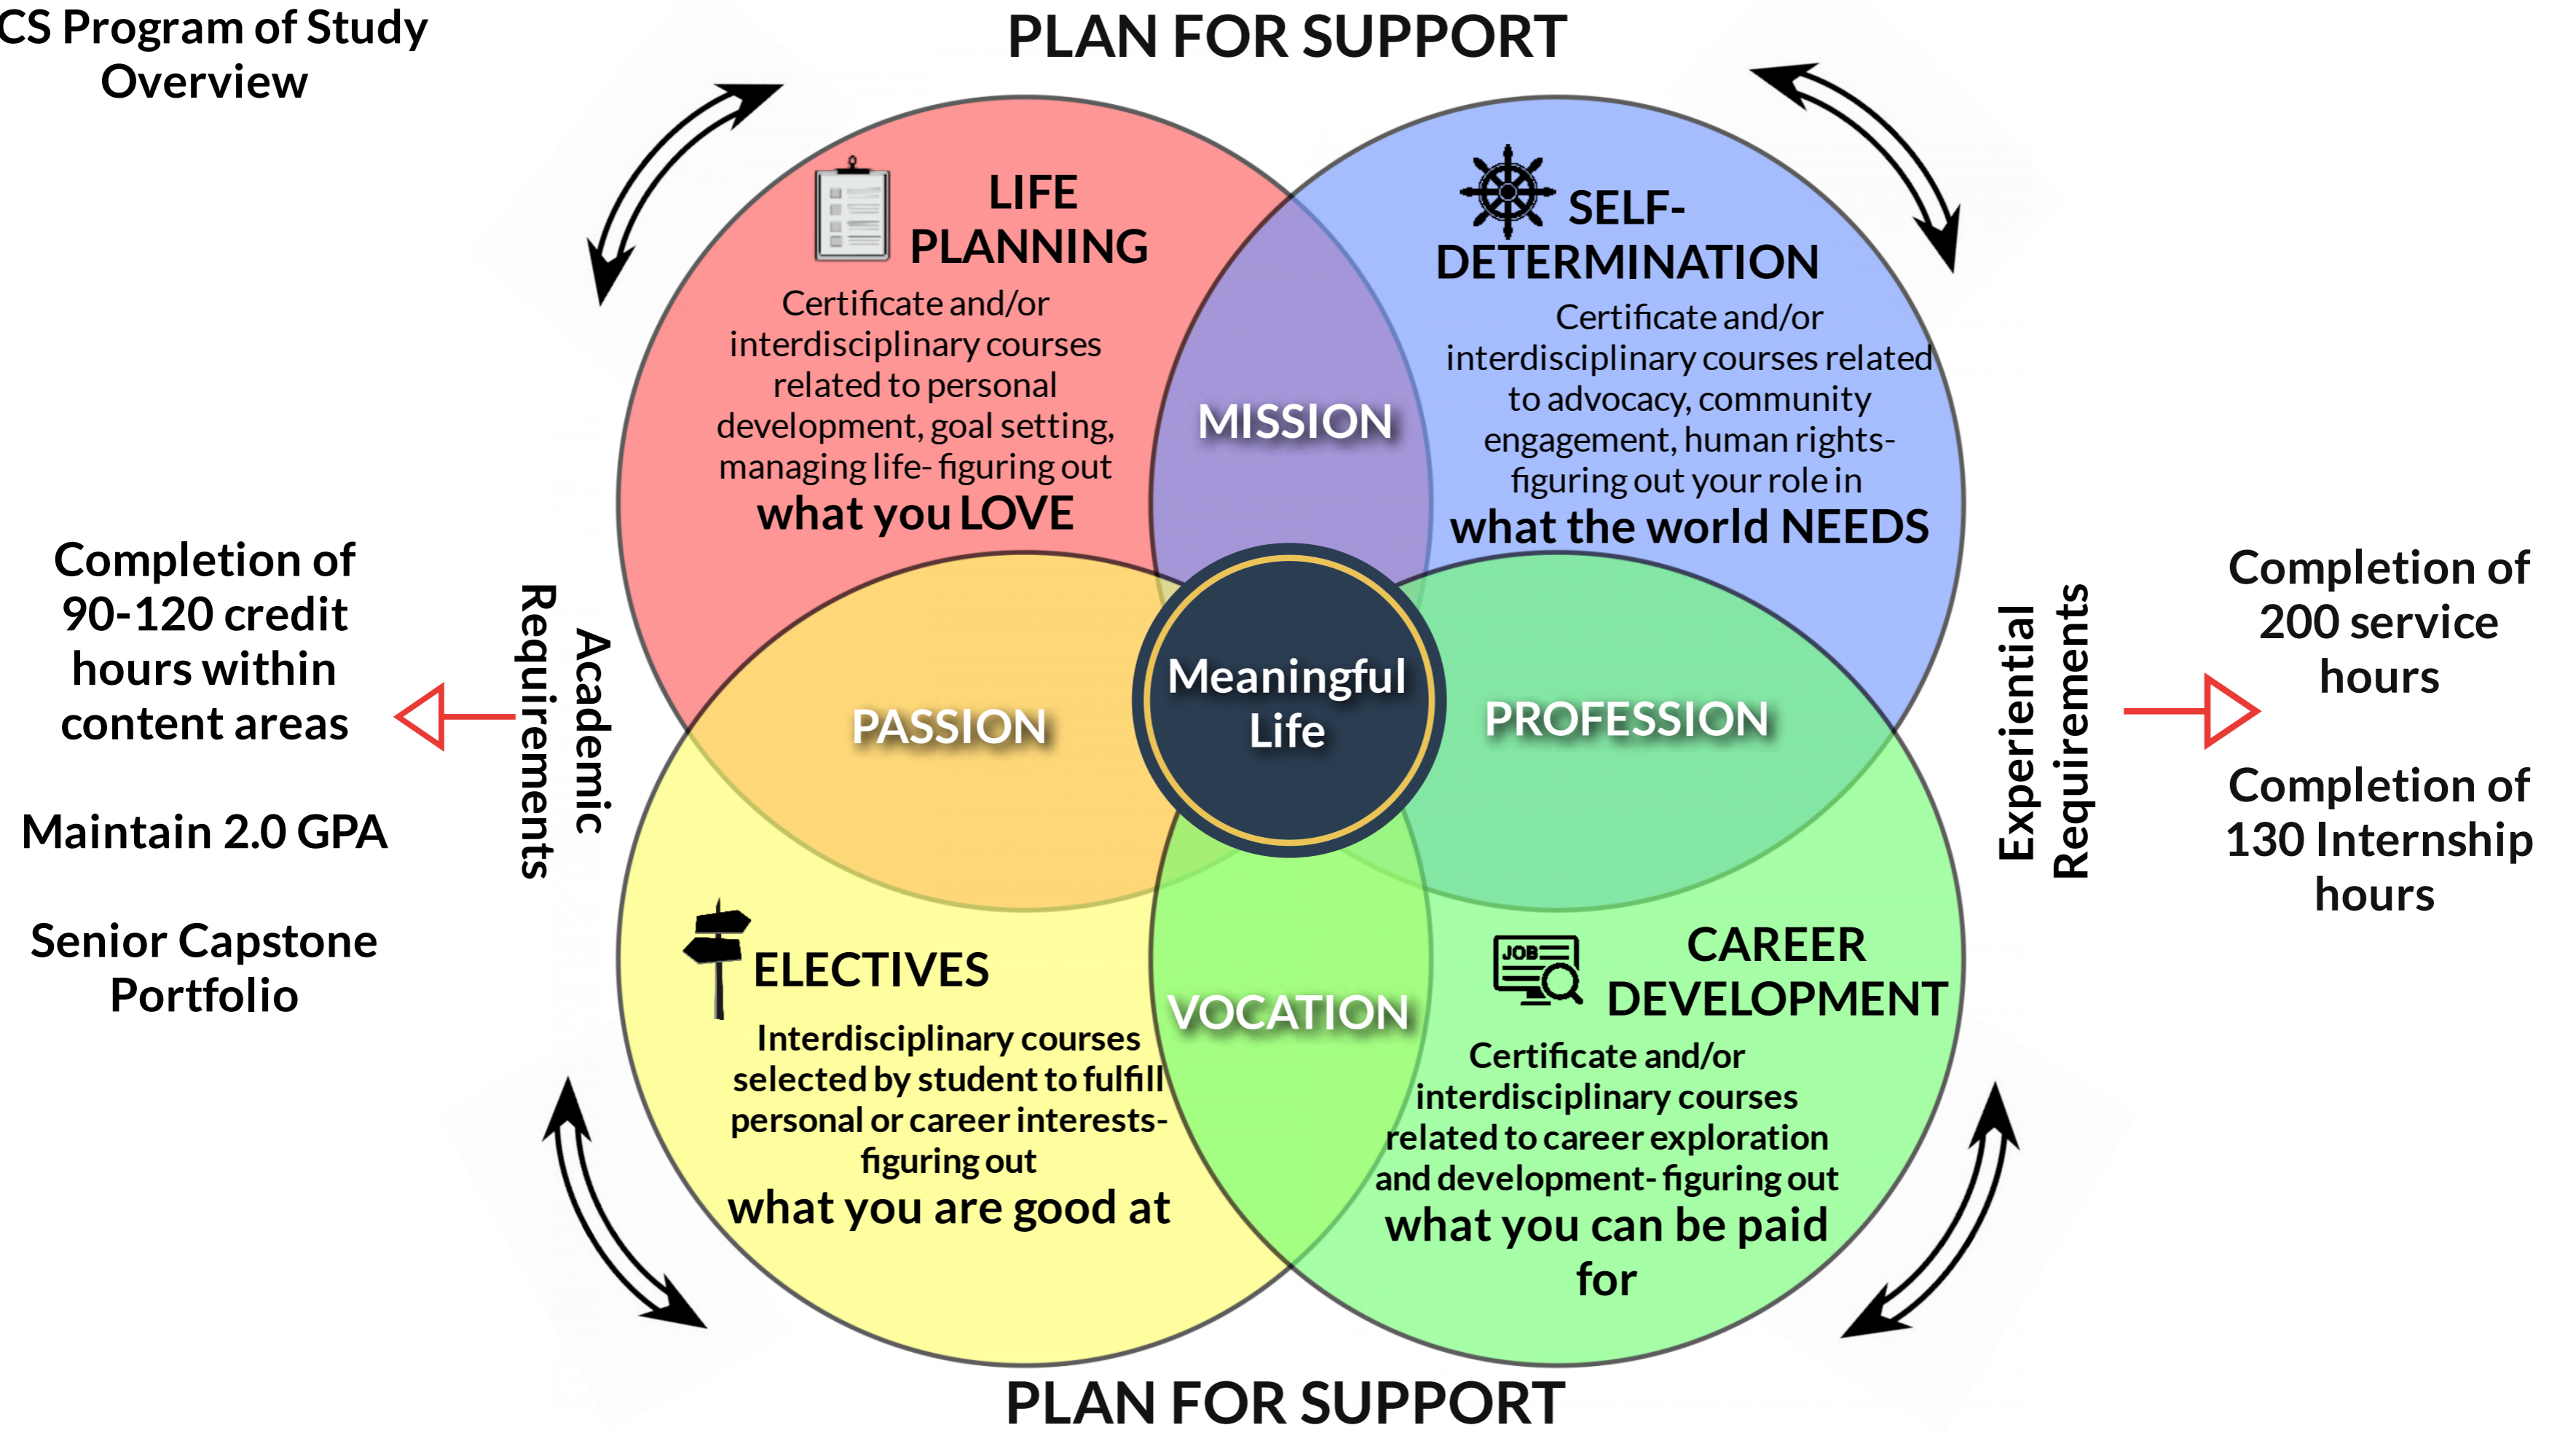 CS Program of Study
Overview
PLAN FOR SUPPORT
LIFE
PLANNING
Certificate and/or
interdisciplinary courses
related to personal
development, goal setting,
managing life- figuring out
what you LOVE
SELF-
DETERMINATION
Certificate and/or
interdisciplinary courses related
to advocacy, community
engagement, human rights-
figuring out your role in
what the world NEEDS
MISSION
Completion of
90-120 credit
hours within
content areas
Maintain 2.0 GPA
Senior Capstone
Portfolio
Academic
Requirements
PASSION
Meaningful
Life
PROFESSION
Experiential
Requirements
Completion of
200 service
hours
Completion of
130 Internship
hours
ELECTIVES
Interdisciplinary courses
selected by student to fulfill
personal or career interests-
figuring out
what you are good at
VOCATION
JOB
CAREER
DEVELOPMENT
Certificate and/or
interdisciplinary courses
related to career exploration
and development- figuring out
what you can be paid
for
PLAN FOR SUPPORT